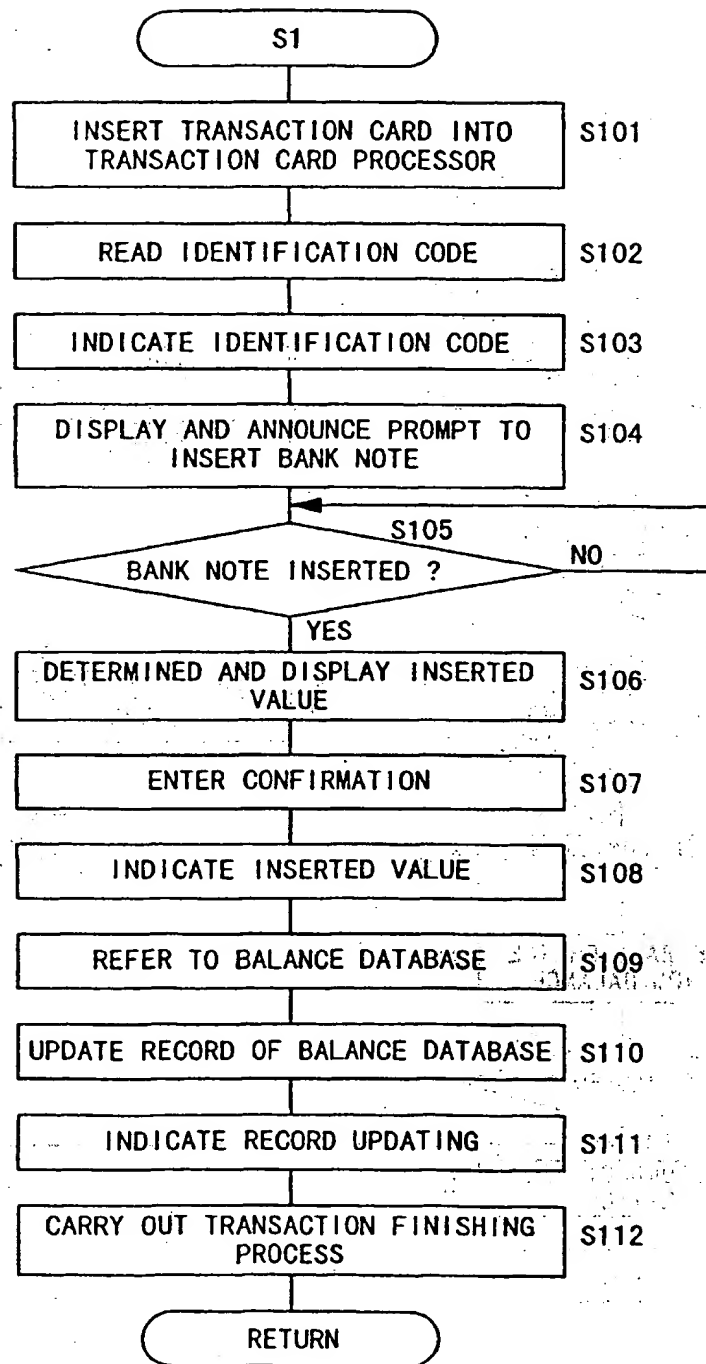 S1
INSERT TRANSACTION CARD INTO
TRANSACTION CARD PROCESSOR
S101
READ IDENTIFICATION CODE
S102
INDICATE IDENTIFICATION CODE
S103
DISPLAY AND ANNOUNCE PROMPT TO
INSERT BANK NOTE
S104
S105
BANK NOTE INSERTED ?
NO
YES
DETERMINED AND DISPLAY INSERTED
VALUE
S106
ENTER CONFIRMATION
S107
INDICATE INSERTED VALUE
S108
REFER TO BALANCE DATABASE
S109
UPDATE RECORD OF BALANCE DATABASE
S110
INDICATE RECORD UPDATING
S111
CARRY OUT TRANSACTION FINISHING
PROCESS
S112
RETURN